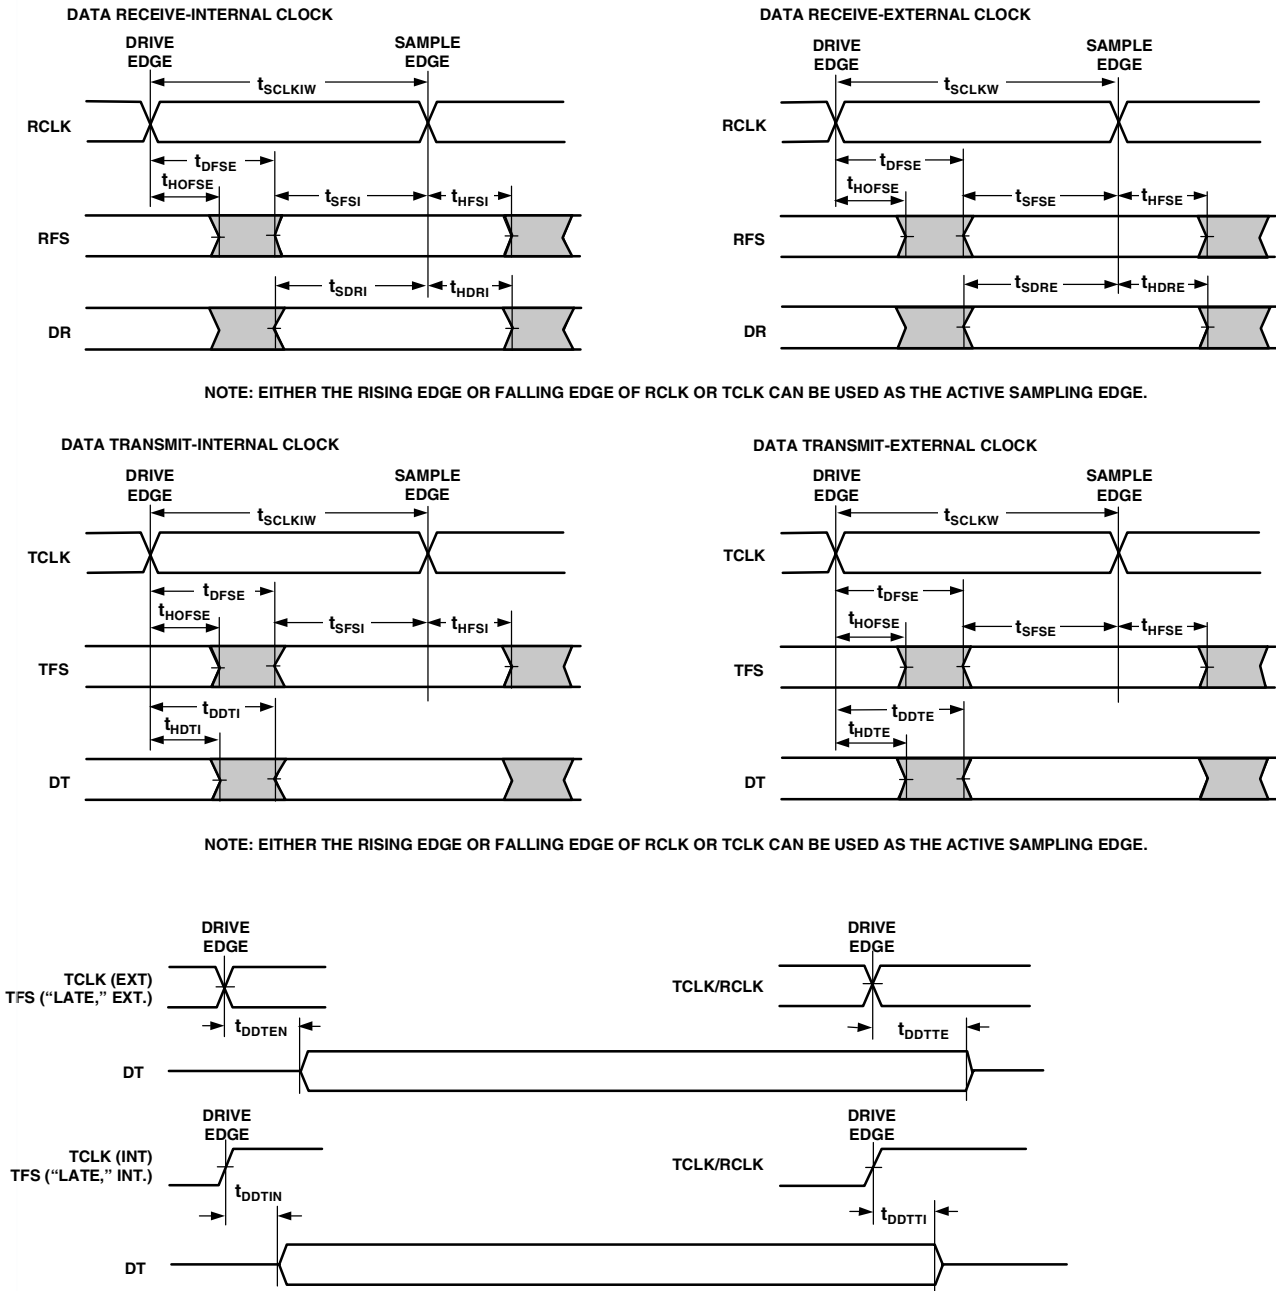 DATA RECEIVE-INTERNAL CLOCK
DRIVE
EDGE
SAMPLE
EDGE
tSCLKIW
RCLK
tDFSE
tHOFSE
tSFSI
tHFSI
RFS
tSDRI
tHDRI
DR
DATA RECEIVE-EXTERNAL CLOCK
DRIVE
EDGE
SAMPLE
EDGE
tSCLKW
RCLK
tDFSE
tHOFSE
tSFSE
tHFSE
RFS
tSDRE
tHDRE
DR
NOTE: EITHER THE RISING EDGE OR FALLING EDGE OF RCLK OR TCLK CAN BE USED AS THE ACTIVE SAMPLING EDGE.
DATA TRANSMIT-INTERNAL CLOCK
DRIVE
EDGE
SAMPLE
EDGE
tSCLKIW
TCLK
tDFSE
tHOFSE
tSFSI
tHFSI
TFS
tDDTI
tHDTI
DT
DATA TRANSMIT-EXTERNAL CLOCK
DRIVE
EDGE
SAMPLE
EDGE
tSCLKW
TCLK
tDFSE
tHOFSE
tSFSE
tHFSE
TFS
tDDTE
tHDTE
DT
NOTE: EITHER THE RISING EDGE OR FALLING EDGE OF RCLK OR TCLK CAN BE USED AS THE ACTIVE SAMPLING EDGE.
DRIVE
EDGE
TCLK (EXT)
TFS (“LATE,” EXT.)
DRIVE
EDGE
TCLK/RCLK
tDDTEN
tDDTTE
DT
DRIVE
EDGE
TCLK (INT)
TFS (“LATE,” INT.)
DRIVE
EDGE
TCLK/RCLK
tDDTIN
tDDTTI
DT